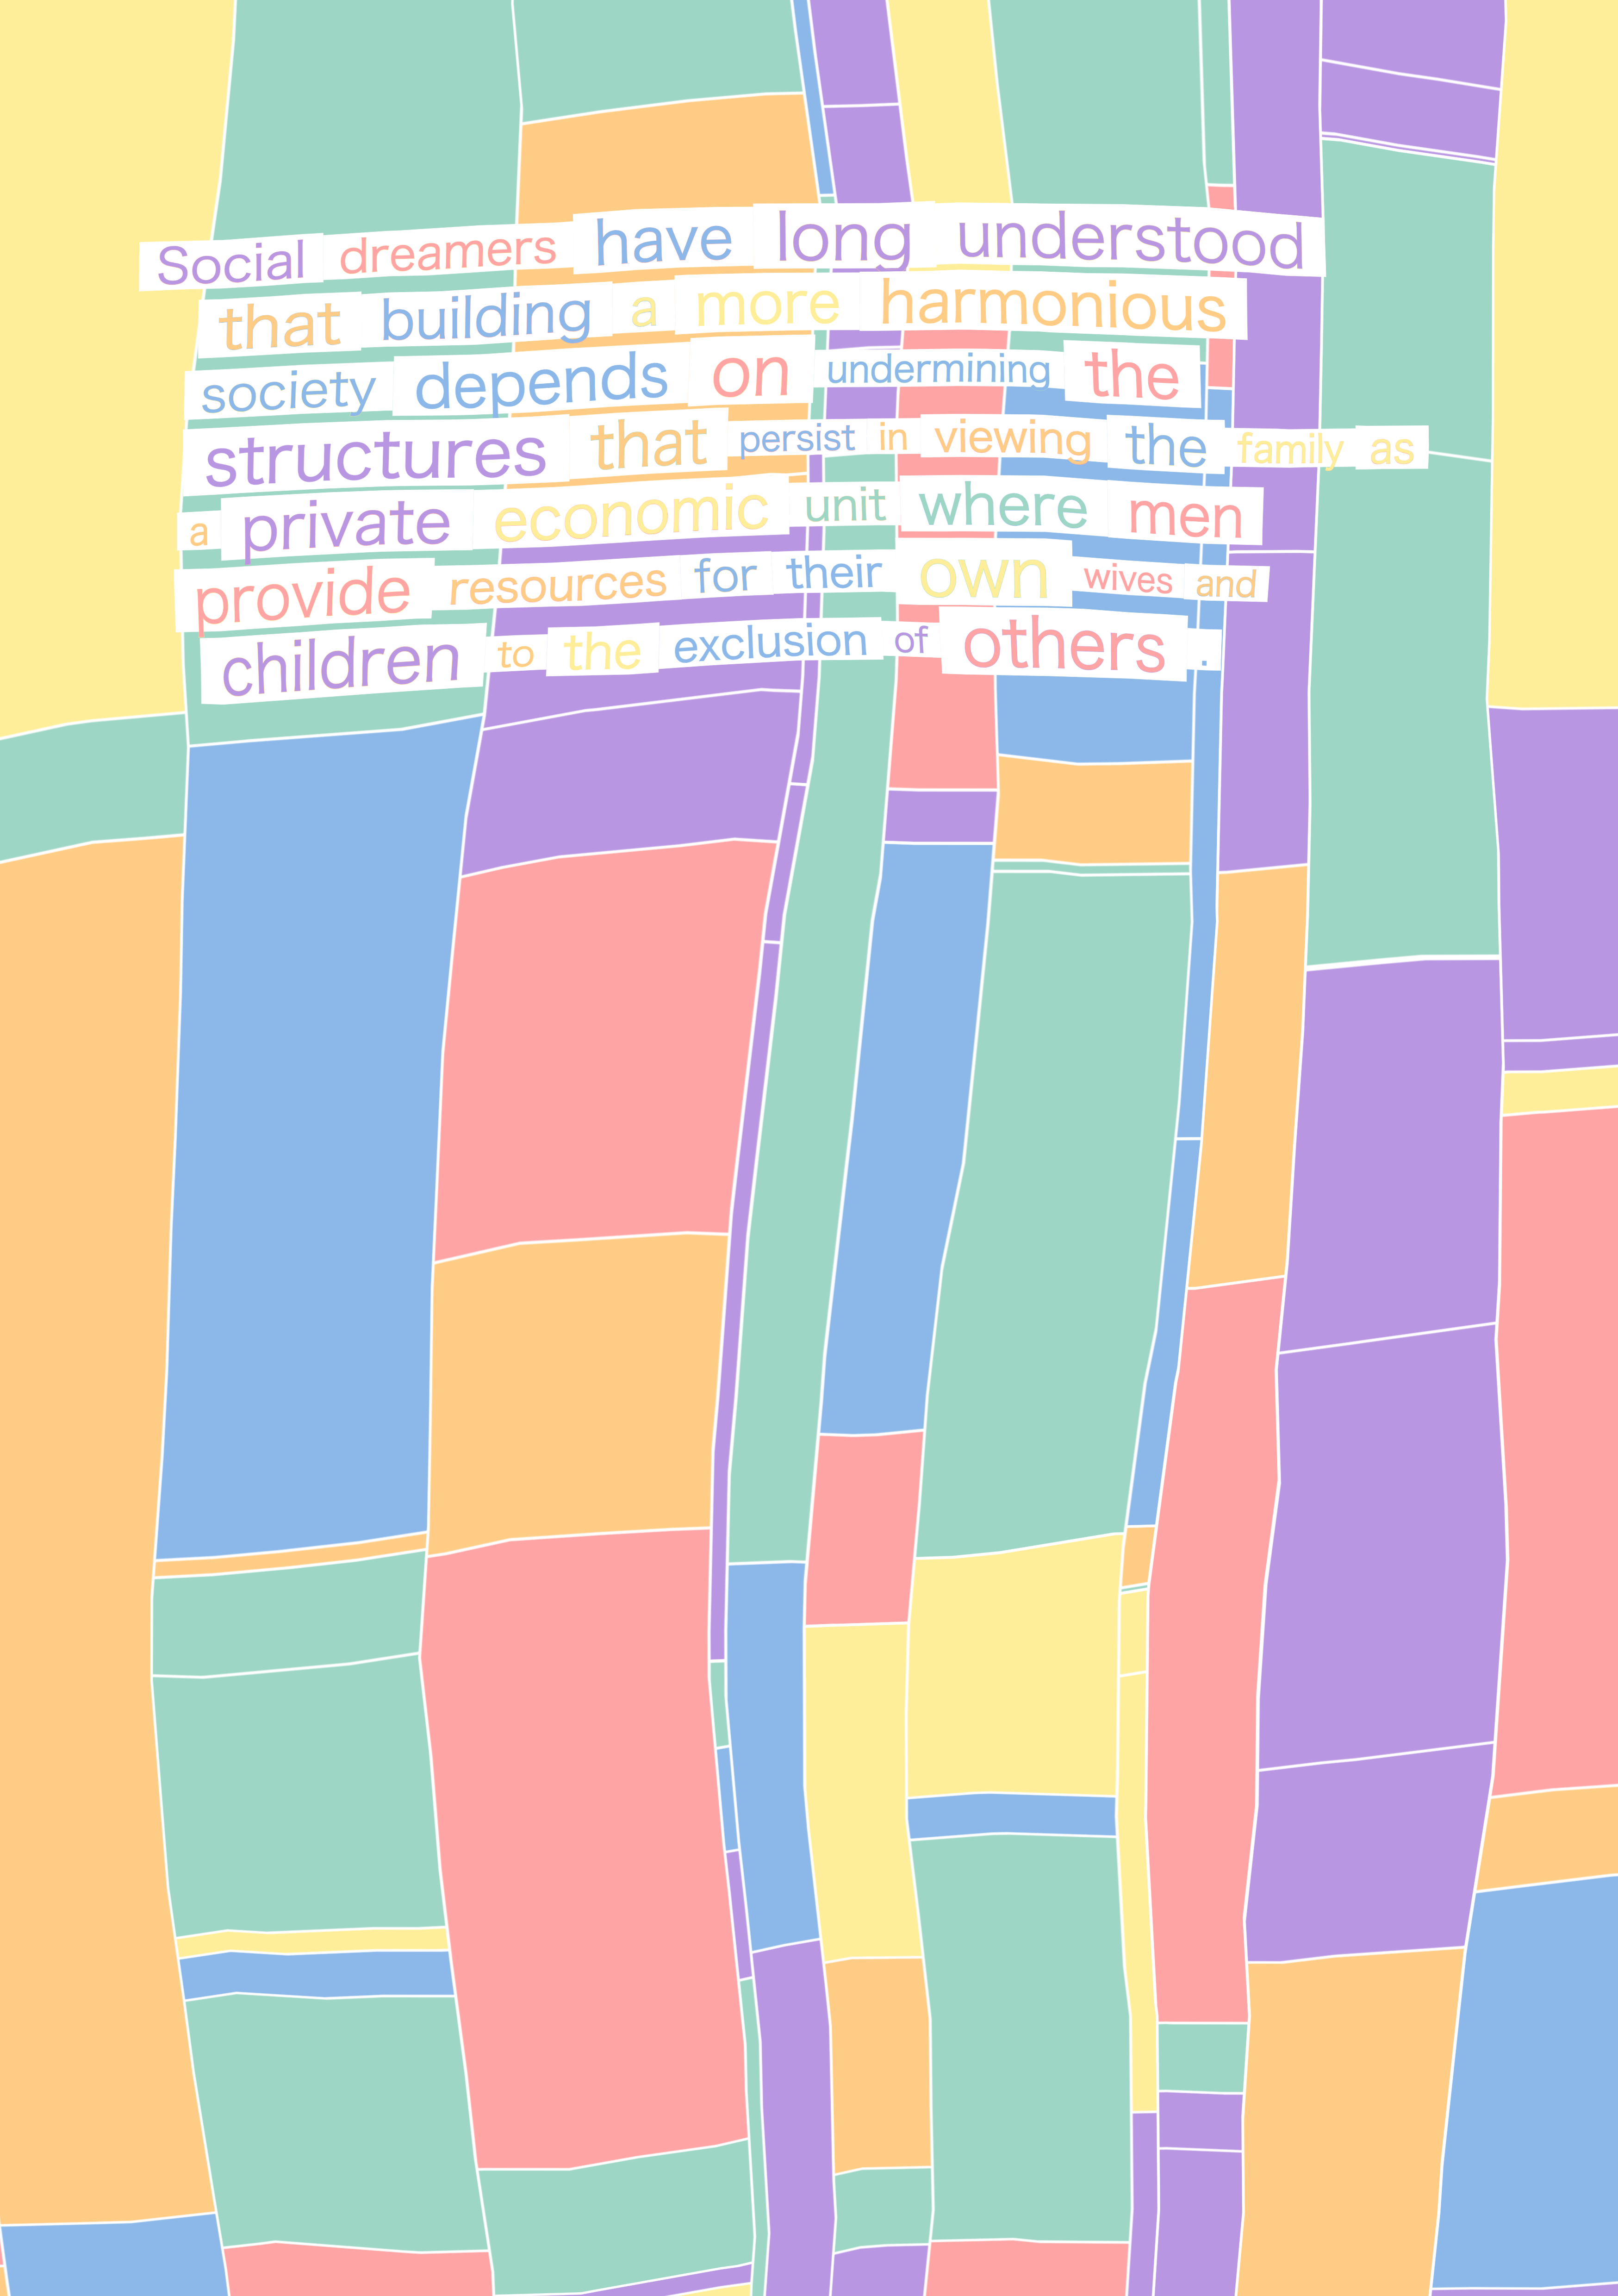 Social dreamers have long understood
that building a more harmonious
society depends on undermining the
structures that persist in viewing the family as
a private economic unit where men
provide resources for their own wives and
children to the exclusion of others .